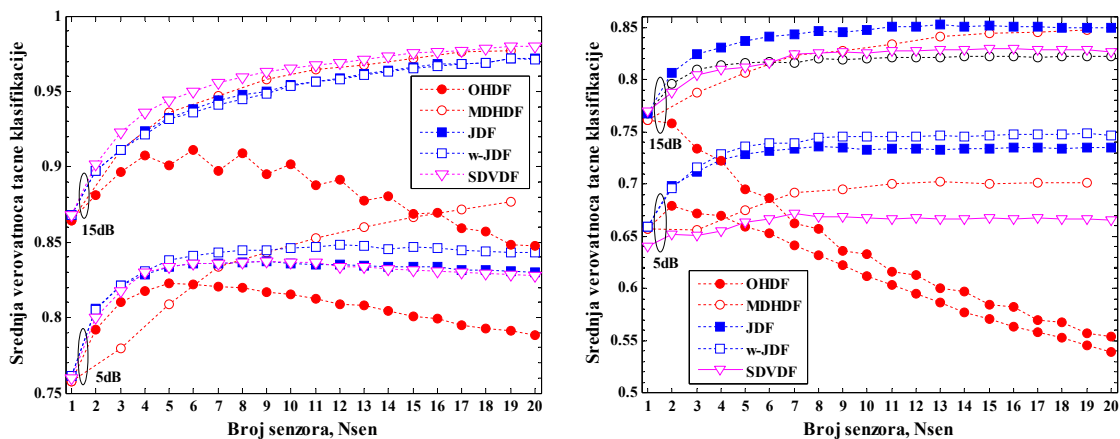 Srednja verovatnoca tacne klasifikacije
1
0.95
0.9
0.85
0.8
0.75
OHDF
MDHDF
JDF
w-JDF
SDVDF
15dB
5dB
1 2 3 4 5 6 7 8 9 10 11 12 13 14 15 16 17 18 19 20
Broj senzora, Nsen
Srednja verovatnoca tacne klasifikacije
0.85
0.8
0.75
0.7
0.65
0.6
0.55
0.5
15dB
5dB
OHDF
MDHDF
JDF
w-JDF
SDVDF
1 2 3 4 5 6 7 8 9 10 11 12 13 14 15 16 17 18 19 20
Broj senzora, Nsen